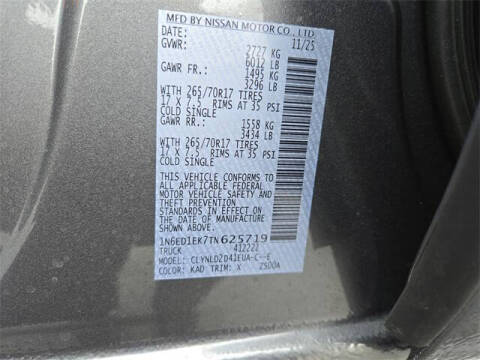 MFD BY NISSAN MOTOR CO., LTD.
DATE: 11/25
GVWR: 2727 KG
6012 LB
GAWR FR.: 1495 KG
3296 LB
WITH 265/70R17 TIRES
17 X 7.5 RIMS AT 35 PSI
COLD SINGLE
GAWR RR.: 1558 KG
3434 LB
WITH 265/70R17 TIRES
17 X 7.5 RIMS AT 35 PSI
COLD SINGLE
THIS VEHICLE CONFORMS TO
ALL APPLICABLE FEDERAL
MOTOR VEHICLE SAFETY
STANDARDS IN EFFECT ON
THE DATE OF MANUFACTURE
SHOWN ABOVE
1N6ED1EK7TN625719
TRUCK 412221
MODEL: CLYNLD2D41EUA-C--E
COLOR: KAD TRIM: X